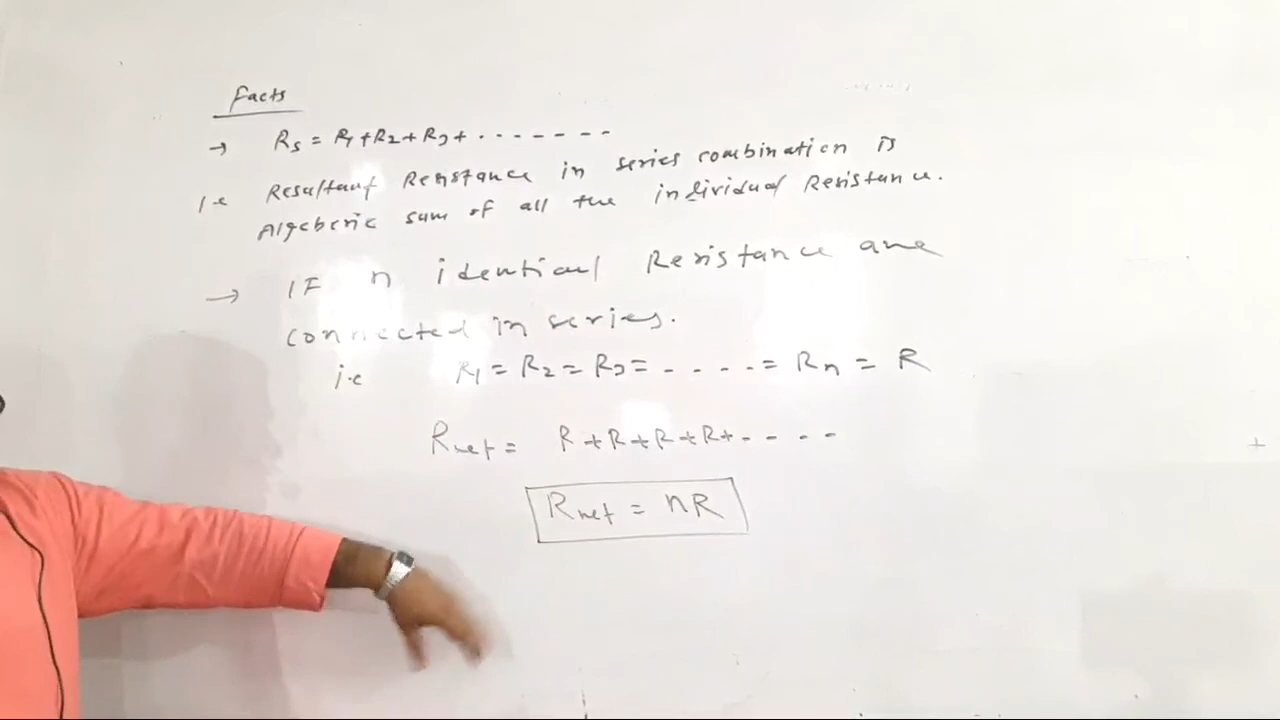 Facts
→ Rs = R1+R2+R3+ - - - - - - -
i.e Resultant Resistance in series combination is
Algeberic sum of all the individual Resistance.
→ IF n identical Resistance are
connected in series.
i.e R1 = R2 = R3 = - - - - = Rn = R
Rnet = R+R+R+R+ - - - -
Rnet = nR